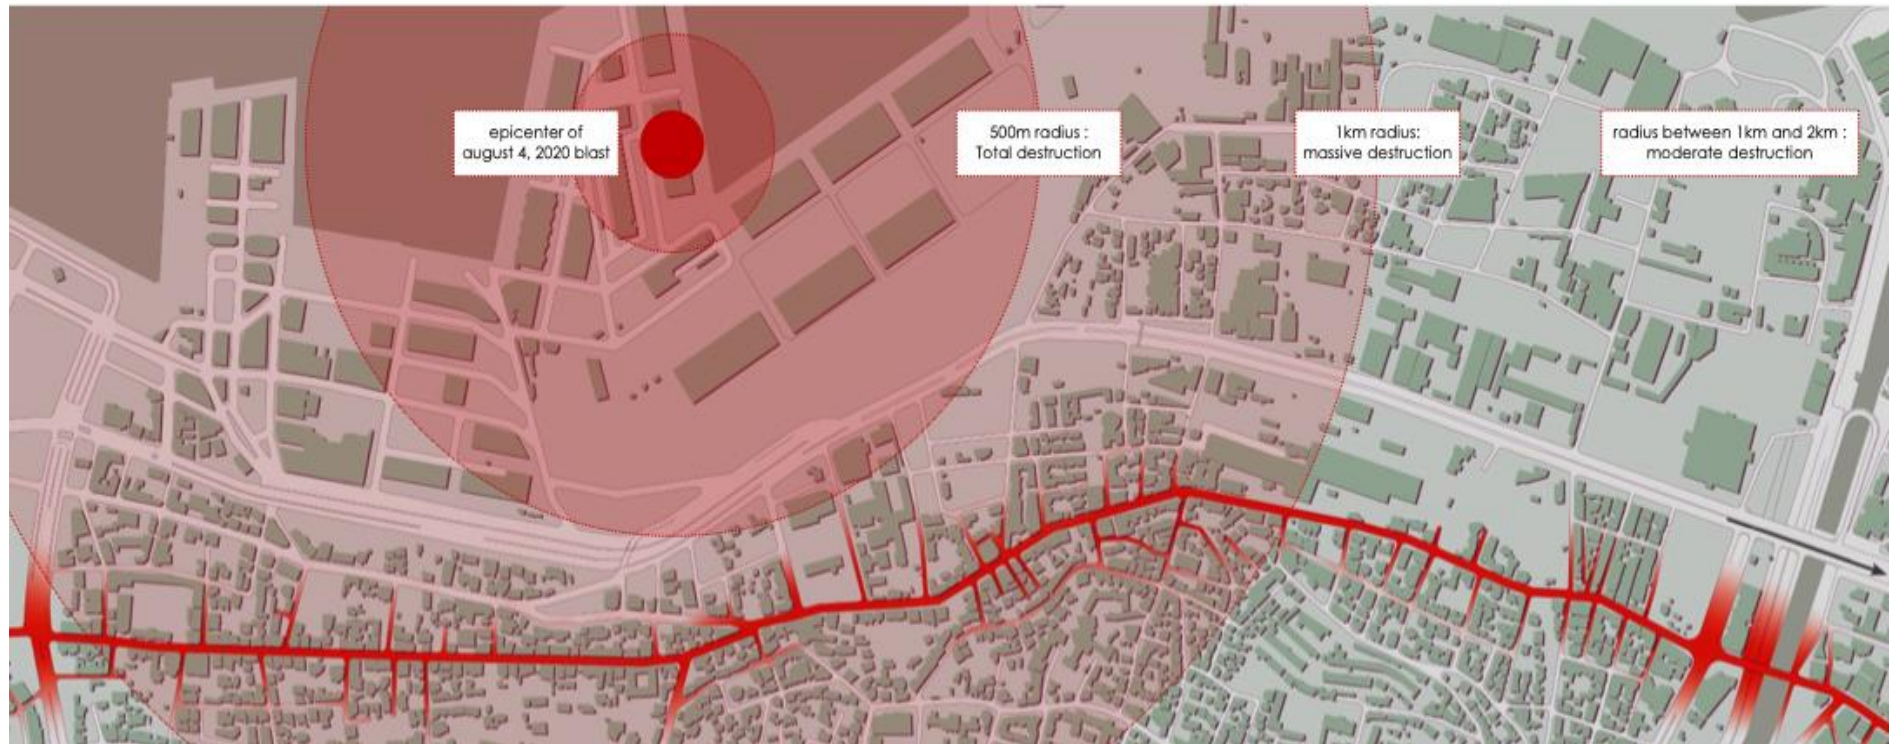 epicenter of
august 4, 2020 blast
500m radius :
Total destruction
1km radius:
massive destruction
radius between 1km and 2km :
moderate destruction